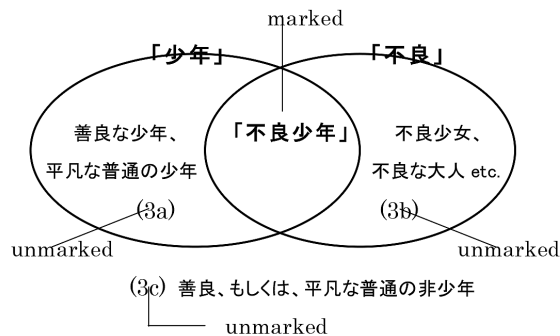 marked
「少年」 「不良」
善良な少年、 「不良少年」 不良少女、
平凡な普通の少年 不良な大人 etc.
(3a) (3b)
unmarked unmarked
(3c) 善良、もしくは、平凡な普通の非少年
unmarked